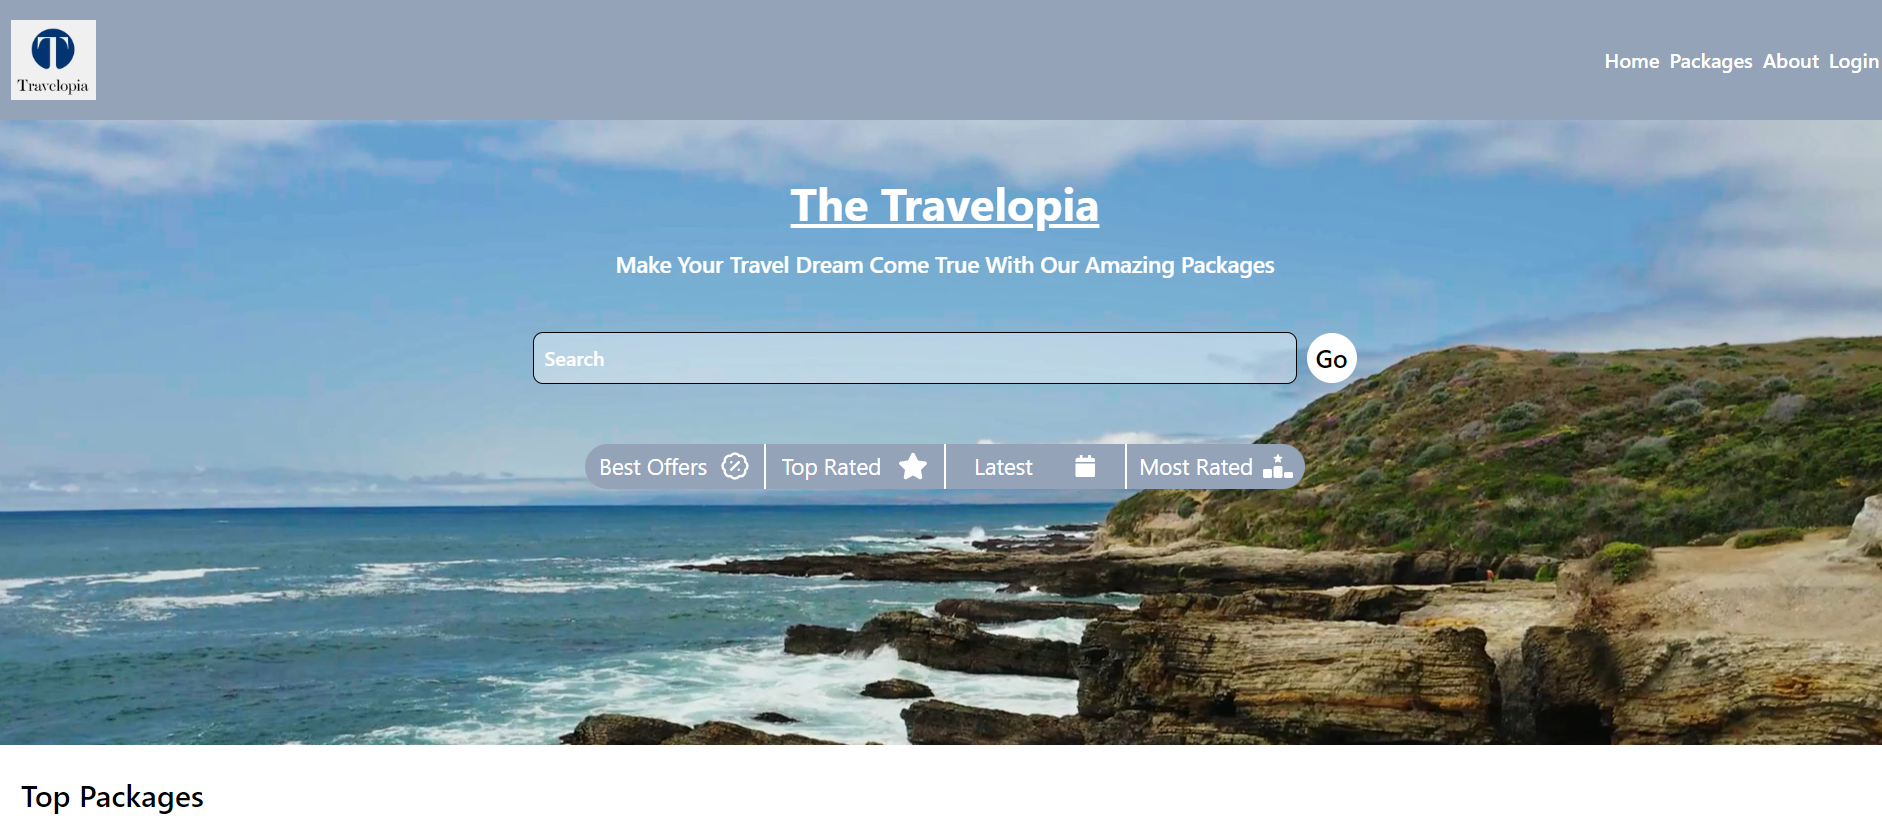 Travelopia
Home Packages About Login
The Travelopia
Make Your Travel Dream Come True With Our Amazing Packages
Search
Go
Best Offers Top Rated Latest Most Rated
Top Packages